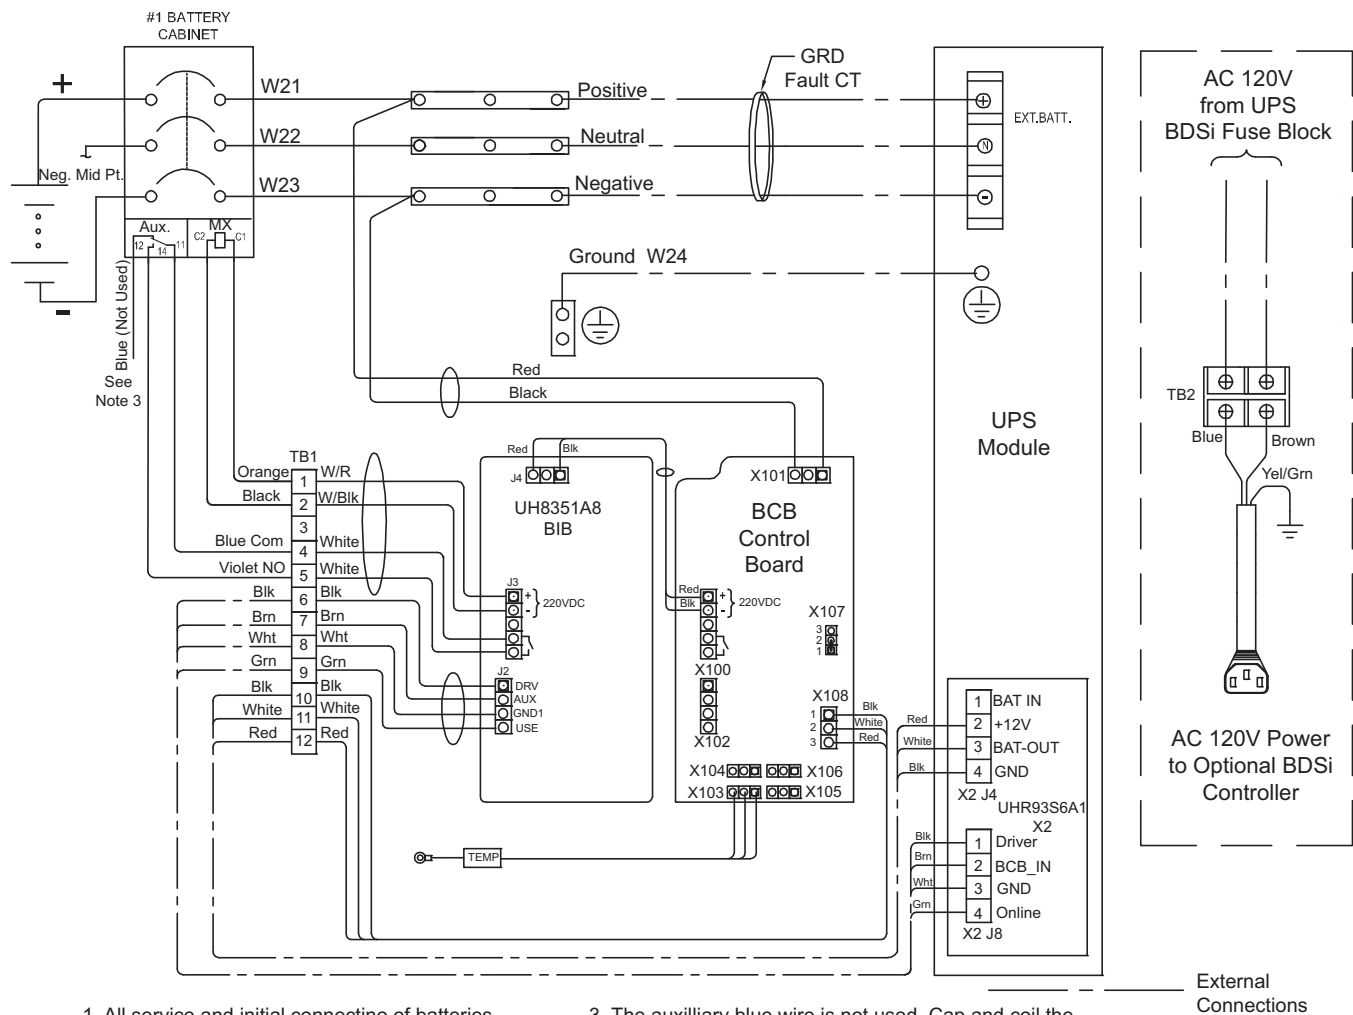 #1 BATTERY
CABINET
GRD
Fault CT
AC 120V
from UPS
BDSi Fuse Block
+
W21
Positive
EXT.BATT.
W22
Neutral
N
Neg. Mid Pt.
W23
Negative
-
Aux.
MX
12
14
11
C2
C1
Ground W24
Blue (Not Used)
See
Note 3
Red
Black
UPS
Module
TB2
Blue
Brown
Yel/Grn
TB1
Orange
1
W/R
Black
2
W/Blk
3
Blue Com
4
White
Violet NO
5
White
Blk
6
Blk
Brn
7
Brn
Wht
8
Wht
Grn
9
Grn
Blk
10
Blk
White
11
White
Red
12
Red
Red
Blk
J4
UH8351A8
BIB
J3
+
-
220VDC
J2
DRV
AUX
GND1
USE
X101
BCB
Control
Board
Red
Blk
+
-
220VDC
X107
3
2
1
X100
X102
X108
1
2
3
Blk
White
Red
X104
X106
X103
X105
TEMP
Red
White
Blk
1 BAT IN
2 +12V
3 BAT-OUT
4 GND
X2 J4
UHR93S6A1
X2
Blk
Brn
Wht
Grn
1 Driver
2 BCB_IN
3 GND
4 Online
X2 J8
AC 120V Power
to Optional BDSi
Controller
External
Connections
1. All service and initial connecting of batteries
3. The auxilliary blue wire is not used. Cap and coil the